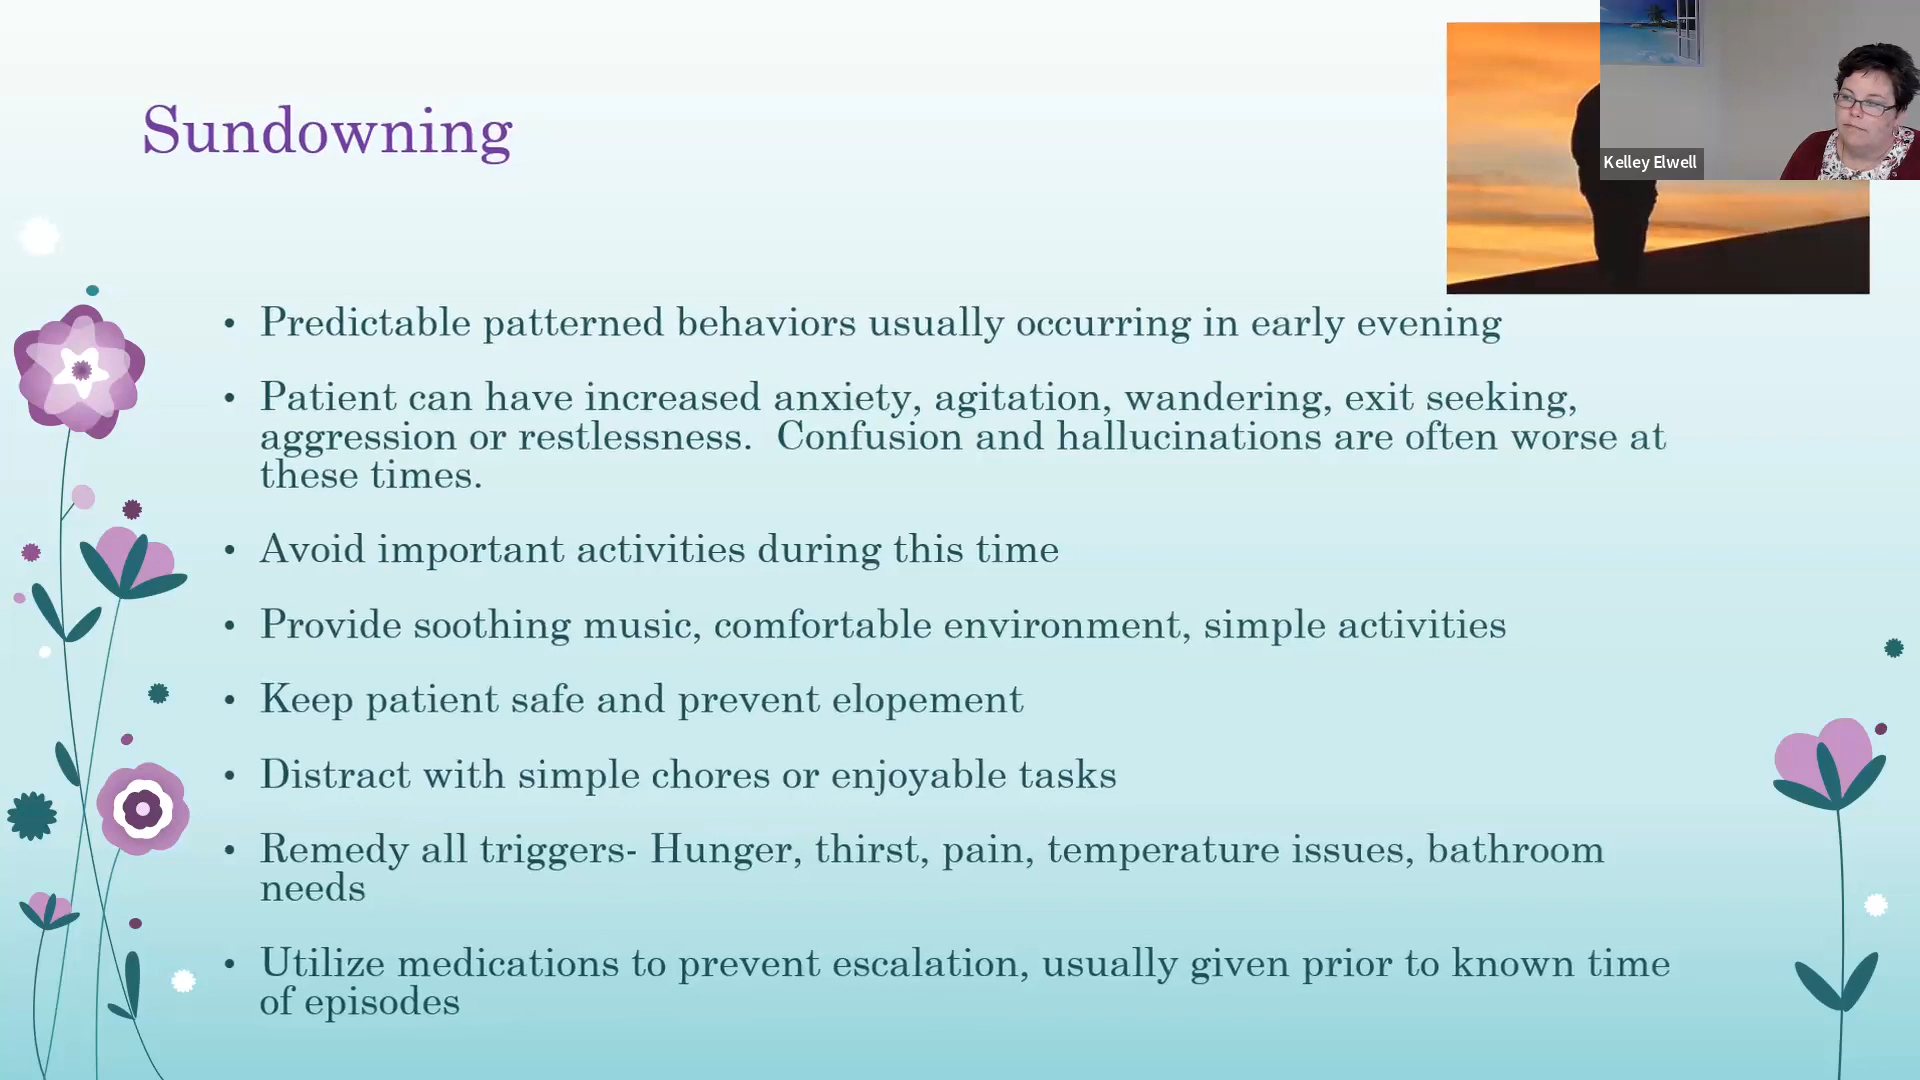 Sundowning
Kelley Elwell
• Predictable patterned behaviors usually occurring in early evening
• Patient can have increased anxiety, agitation, wandering, exit seeking,
aggression or restlessness.  Confusion and hallucinations are often worse at
these times.
• Avoid important activities during this time
• Provide soothing music, comfortable environment, simple activities
• Keep patient safe and prevent elopement
• Distract with simple chores or enjoyable tasks
• Remedy all triggers- Hunger, thirst, pain, temperature issues, bathroom
needs
• Utilize medications to prevent escalation, usually given prior to known time
of episodes